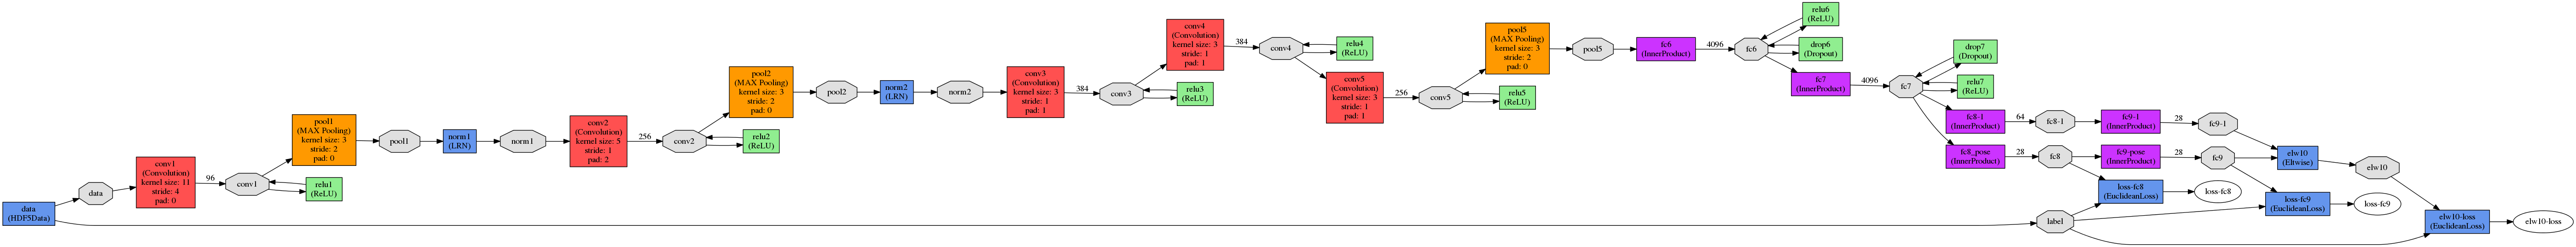 data
(HDF5Data)
data
conv1
(Convolution)
kernel size: 11
stride: 4
pad: 0
96
conv1
relu1
(ReLU)
pool1
(MAX Pooling)
kernel size: 3
stride: 2
pad: 0
pool1
norm1
(LRN)
norm1
conv2
(Convolution)
kernel size: 5
stride: 1
pad: 2
256
conv2
relu2
(ReLU)
pool2
(MAX Pooling)
kernel size: 3
stride: 2
pad: 0
pool2
norm2
(LRN)
norm2
conv3
(Convolution)
kernel size: 3
stride: 1
pad: 1
384
conv3
relu3
(ReLU)
conv4
(Convolution)
kernel size: 3
stride: 1
pad: 1
384
conv4
relu4
(ReLU)
conv5
(Convolution)
kernel size: 3
stride: 1
pad: 1
256
conv5
relu5
(ReLU)
pool5
(MAX Pooling)
kernel size: 3
stride: 2
pad: 0
pool5
fc6
(InnerProduct)
4096
fc6
relu6
(ReLU)
drop6
(Dropout)
fc7
(InnerProduct)
4096
fc7
drop7
(Dropout)
relu7
(ReLU)
fc8-1
(InnerProduct)
64
fc8-1
fc9-1
(InnerProduct)
28
fc9-1
fc8_pose
(InnerProduct)
28
fc8
fc9-pose
(InnerProduct)
28
fc9
elw10
(Eltwise)
elw10
label
loss-fc8
(EuclideanLoss)
loss-fc8
loss-fc9
(EuclideanLoss)
loss-fc9
elw10-loss
(EuclideanLoss)
elw10-loss